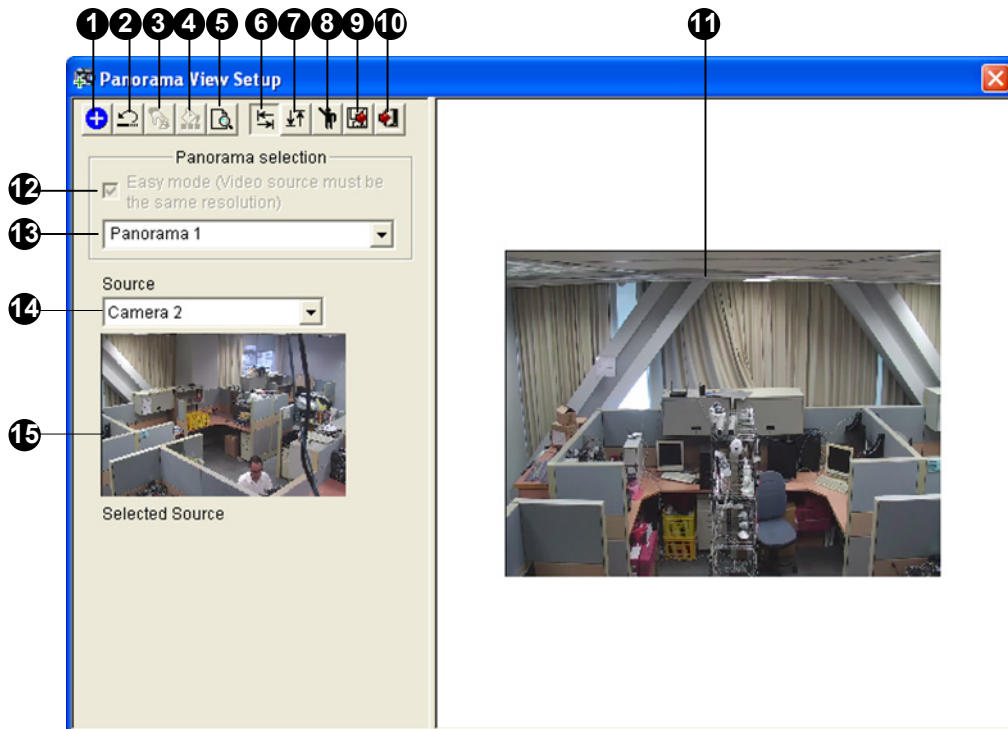 1 2 3 4 5 6 7 8 9 10 11
Panorama View Setup
Panorama selection
12
Easy mode (Video source must be
the same resolution)
13
Panorama 1
Source
14
Camera 2
15
Selected Source